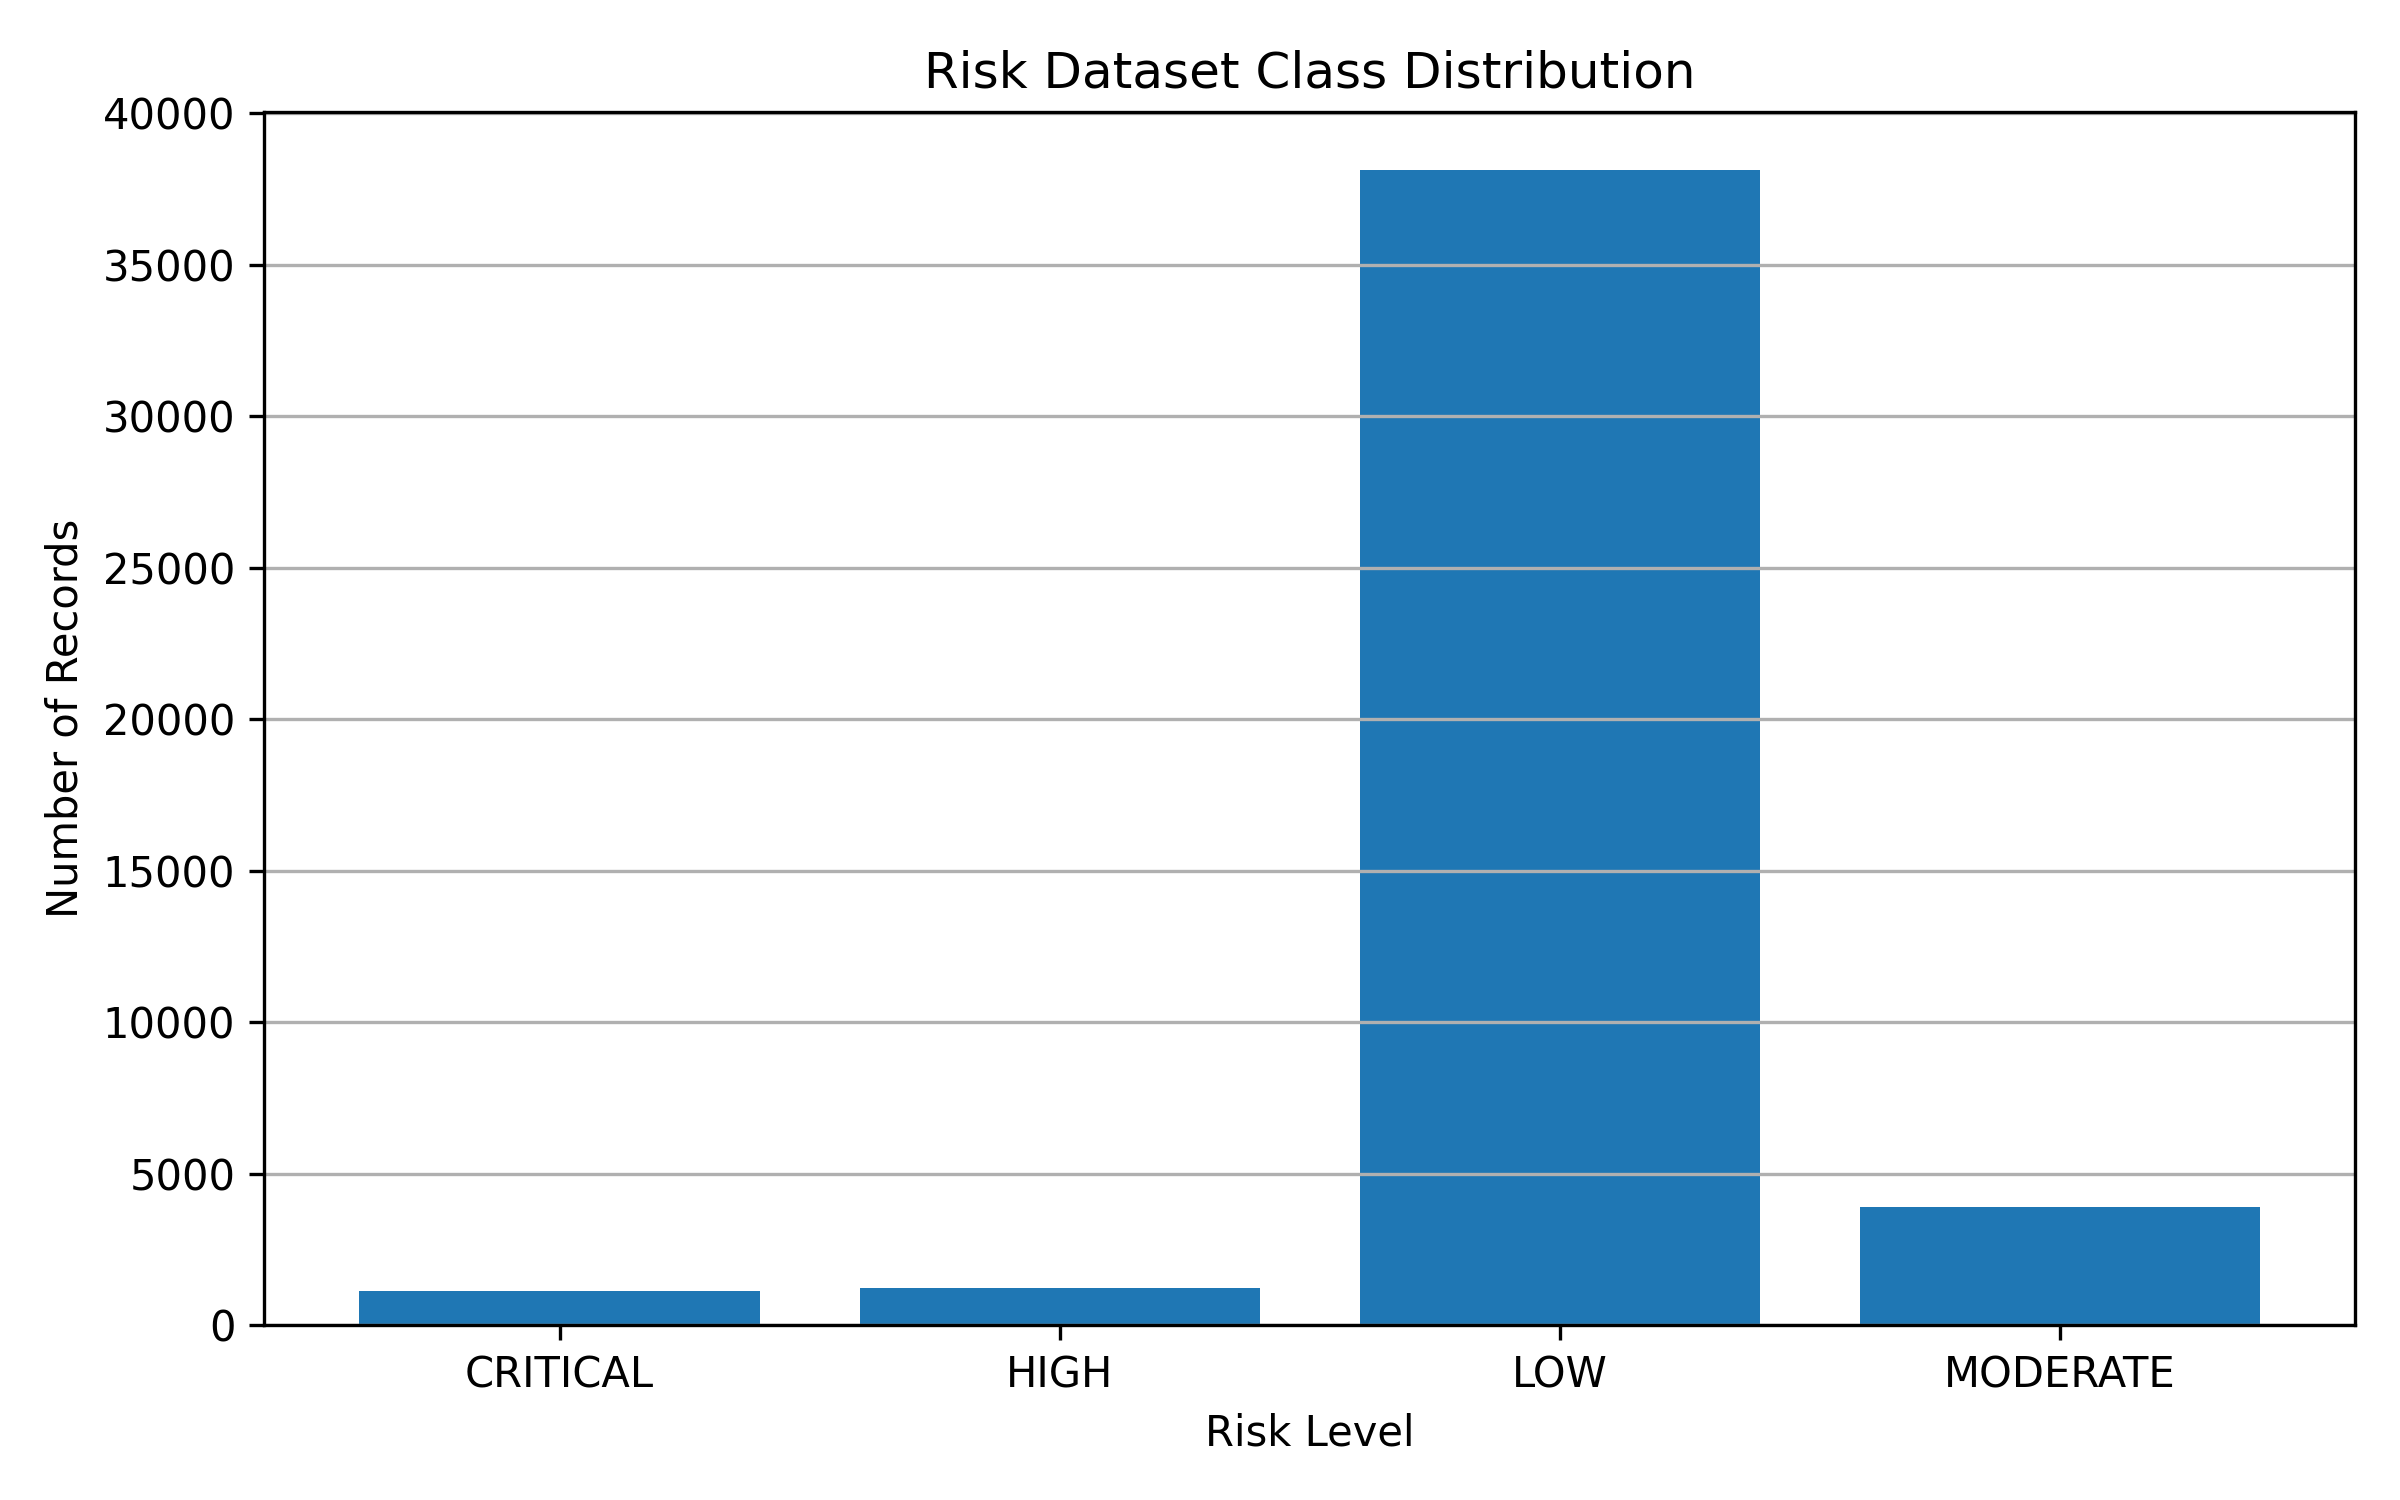 Risk Dataset Class Distribution
40000
35000
30000
25000
20000
15000
10000
5000
0
Number of Records
CRITICAL
HIGH
LOW
MODERATE
Risk Level